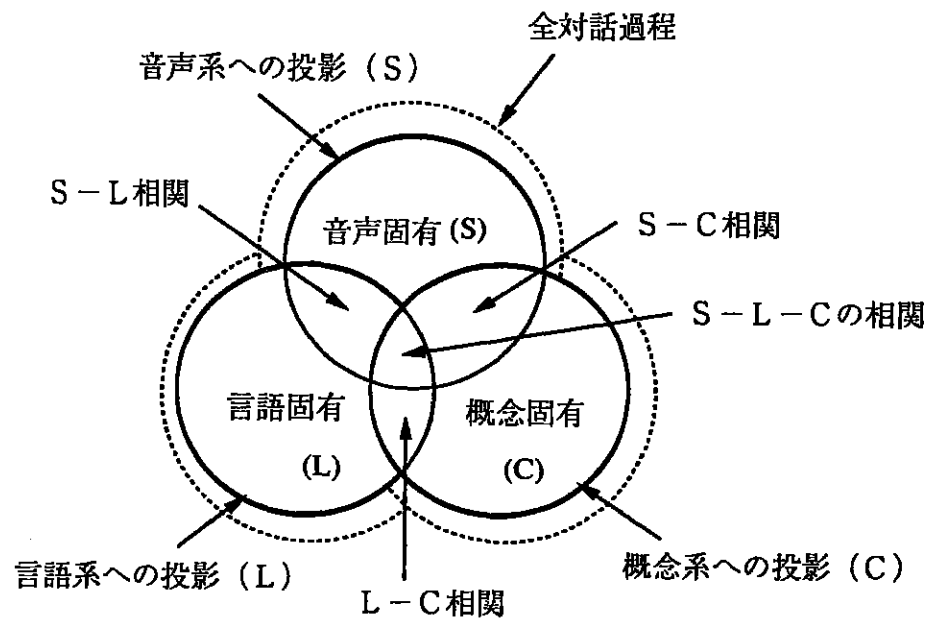 全対話過程
音声系への投影(S)
S-L相関
音声固有(S)
S-C相関
S-L-Cの相関
言語固有
(L)
概念固有
(C)
言語系への投影(L)
概念系への投影(C)
L-C相関